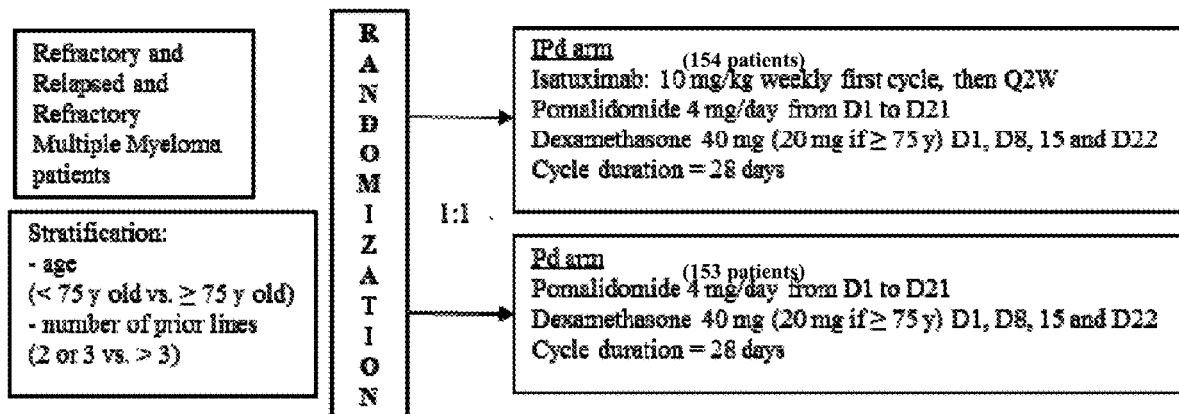 Refractory and
Relapsed and
Refractory
Multiple Myeloma
patients
Stratification:
- age
(< 75 y old vs. ≥ 75 y old)
- number of prior lines
(2 or 3 vs. > 3)
R
A
N
D
O
M
I
Z
A
T
I
O
N
1:1
IPd arm
(154 patients)
Isatuximab: 10 mg/kg weekly first cycle, then Q2W
Pomalidomide 4 mg/day from D1 to D21
Dexamethasone 40 mg (20 mg if ≥ 75 y) D1, D8, 15 and D22
Cycle duration = 28 days
Pd arm
(153 patients)
Pomalidomide 4 mg/day from D1 to D21
Dexamethasone 40 mg (20 mg if ≥ 75 y) D1, D8, 15 and D22
Cycle duration = 28 days